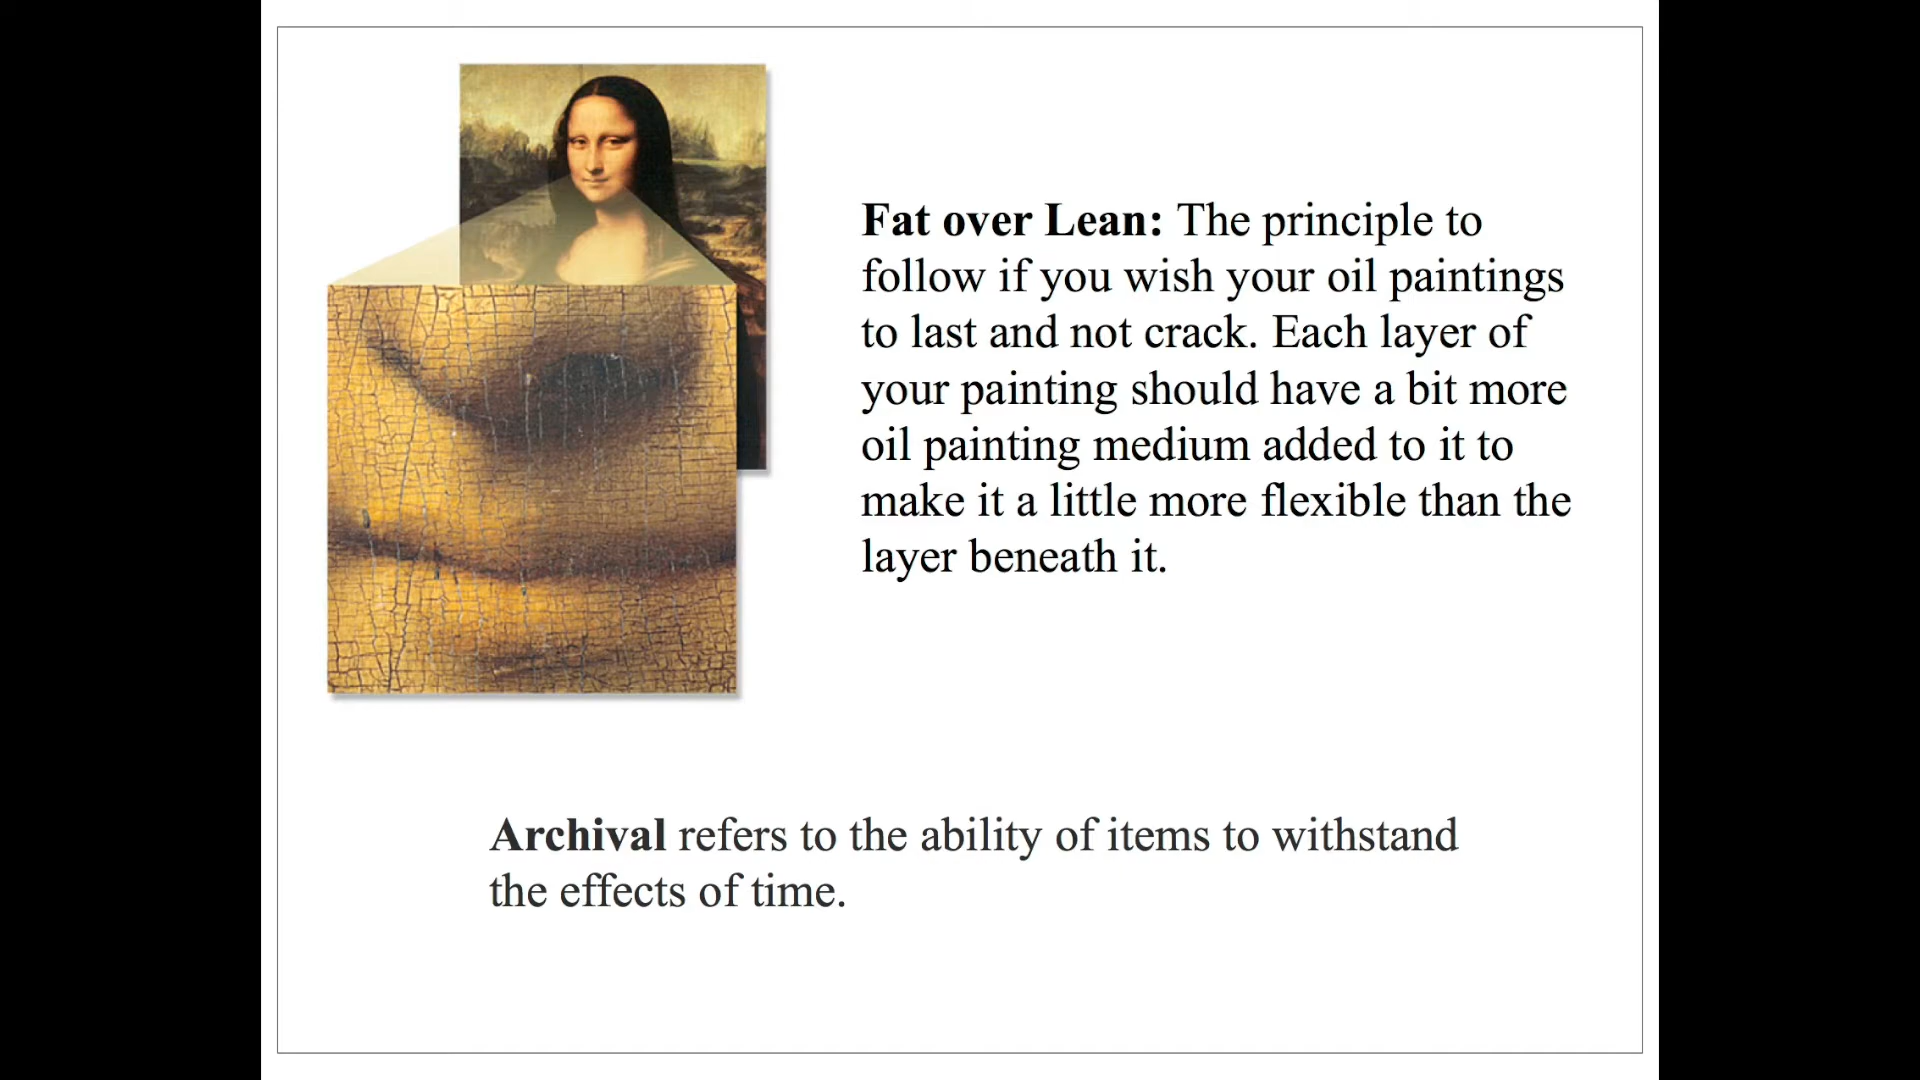 Fat over Lean: The principle to
follow if you wish your oil paintings
to last and not crack. Each layer of
your painting should have a bit more
oil painting medium added to it to
make it a little more flexible than the
layer beneath it.
Archival refers to the ability of items to withstand
the effects of time.